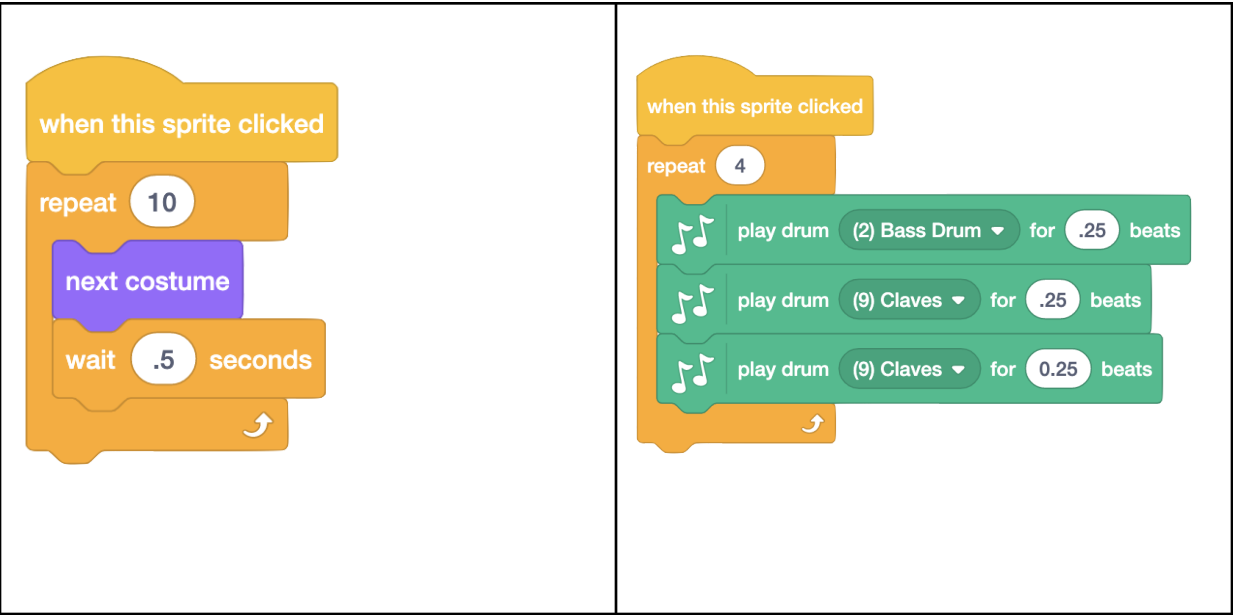 when this sprite clicked
repeat 10
next costume
wait .5 seconds
when this sprite clicked
repeat 4
play drum (2) Bass Drum for .25 beats
play drum (9) Claves for .25 beats
play drum (9) Claves for 0.25 beats